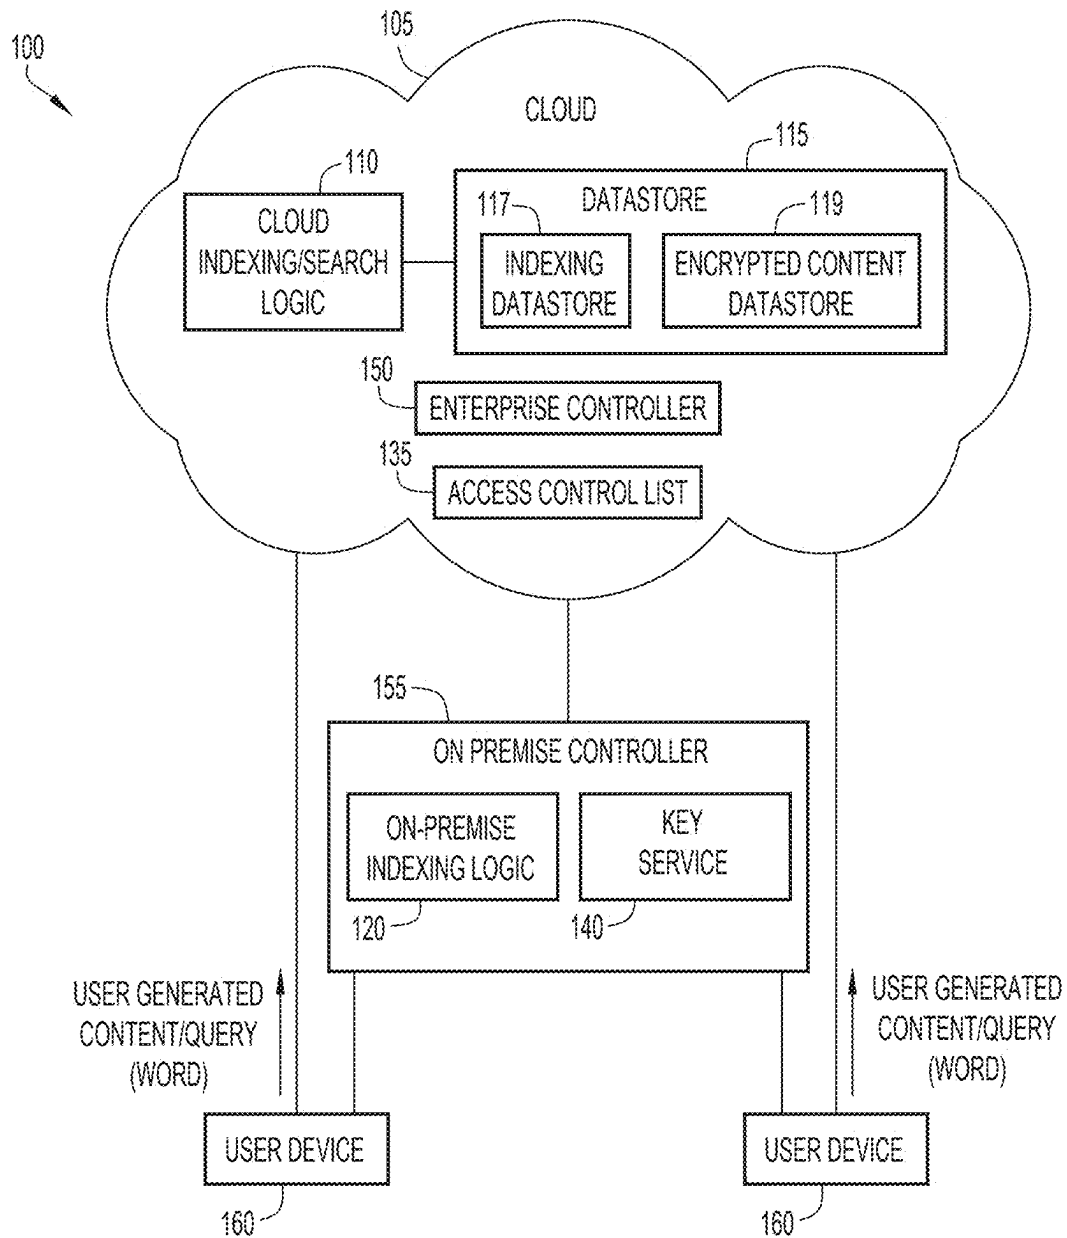 100
105
CLOUD
110
CLOUD
INDEXING/SEARCH
LOGIC
115
DATASTORE
117
INDEXING
DATASTORE
119
ENCRYPTED CONTENT
DATASTORE
150
ENTERPRISE CONTROLLER
135
ACCESS CONTROL LIST
155
ON PREMISE CONTROLLER
ON-PREMISE
INDEXING LOGIC
120
KEY
SERVICE
140
USER GENERATED
CONTENT/QUERY
(WORD)
USER GENERATED
CONTENT/QUERY
(WORD)
USER DEVICE
160
USER DEVICE
160